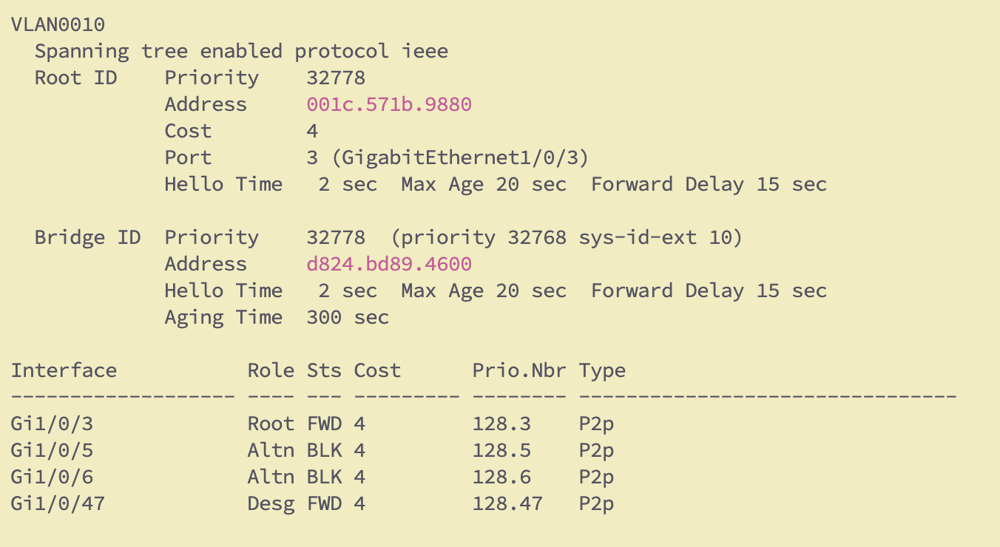 VLAN0010
  Spanning tree enabled protocol ieee
  Root ID    Priority    32778
             Address     001c.571b.9880
             Cost        4
             Port        3 (GigabitEthernet1/0/3)
             Hello Time   2 sec  Max Age 20 sec  Forward Delay 15 sec

  Bridge ID  Priority    32778  (priority 32768 sys-id-ext 10)
             Address     d824.bd89.4600
             Hello Time   2 sec  Max Age 20 sec  Forward Delay 15 sec
             Aging Time  300 sec

Interface           Role Sts Cost      Prio.Nbr Type
------------------- ---- --- --------- -------- --------------------------------
Gi1/0/3             Root FWD 4         128.3    P2p
Gi1/0/5             Altn BLK 4         128.5    P2p
Gi1/0/6             Altn BLK 4         128.6    P2p
Gi1/0/47            Desg FWD 4         128.47   P2p